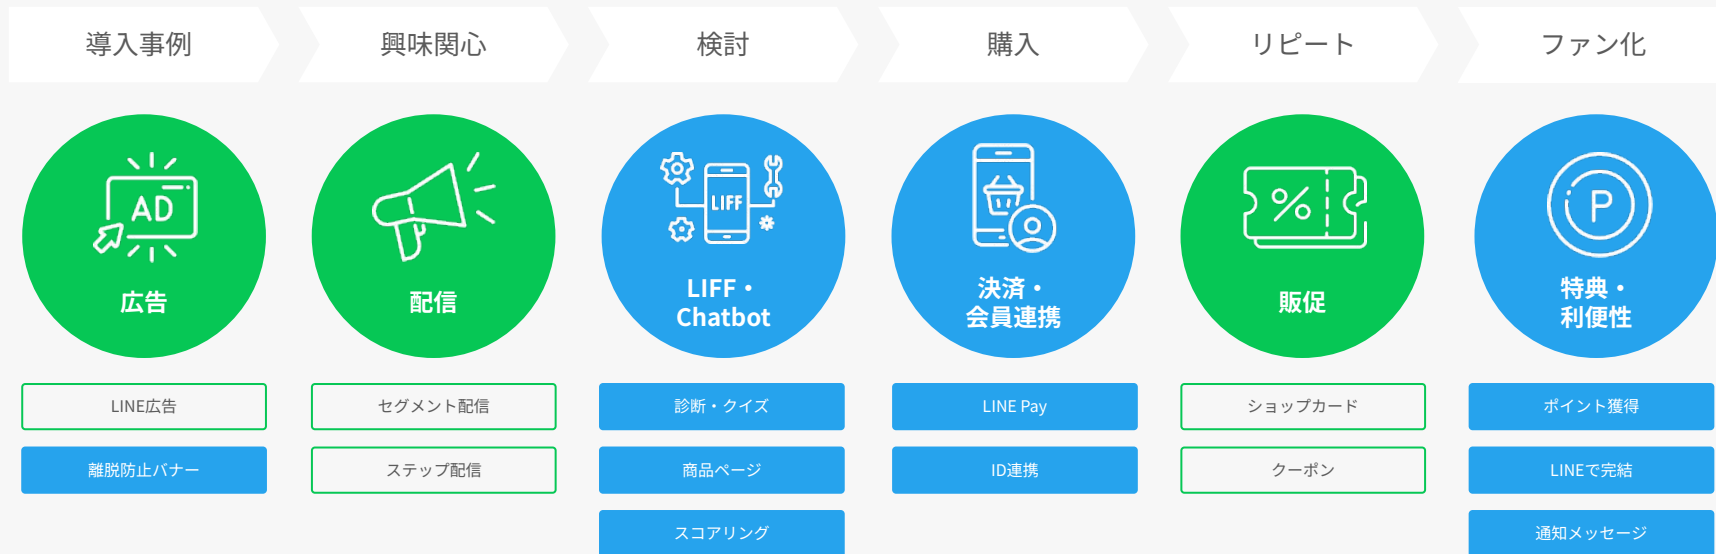 導入事例
興味関心
検討
購入
リピート
ファン化
AD
広告
配信
LIFF
LIFF・
Chatbot
決済・
会員連携
%
販促
P
特典・
利便性
LINE広告
離脱防止バナー
セグメント配信
ステップ配信
診断・クイズ
商品ページ
スコアリング
LINE Pay
ID連携
ショップカード
クーポン
ポイント獲得
LINEで完結
通知メッセージ